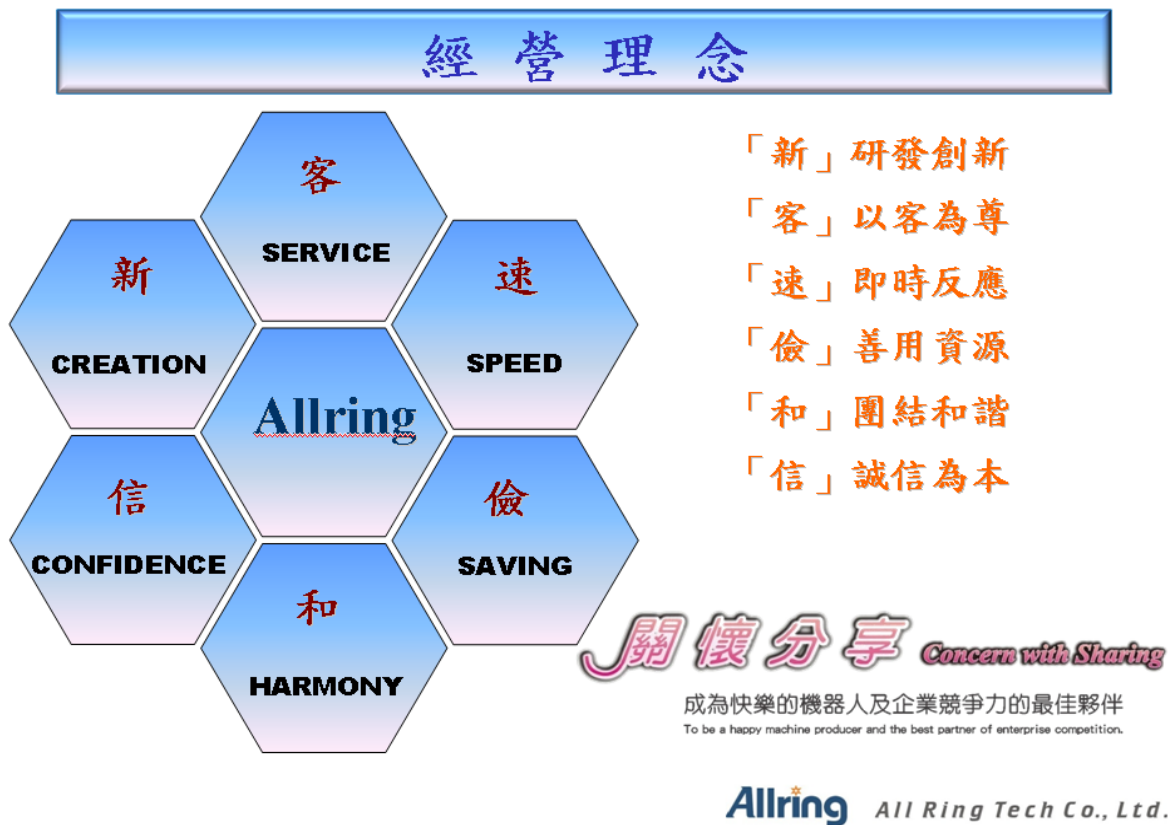 經營理念
客
SERVICE
新
CREATION
速
SPEED
Allring
信
CONFIDENCE
儉
SAVING
和
HARMONY
「新」研發創新
「客」以客為尊
「速」即時反應
「儉」善用資源
「和」團結和諧
「信」誠信為本
關懷分享 Concern with Sharing
成為快樂的機器人及企業競爭力的最佳夥伴
To be a happy machine producer and the best partner of enterprise competition.
Allring All Ring Tech Co., Ltd.